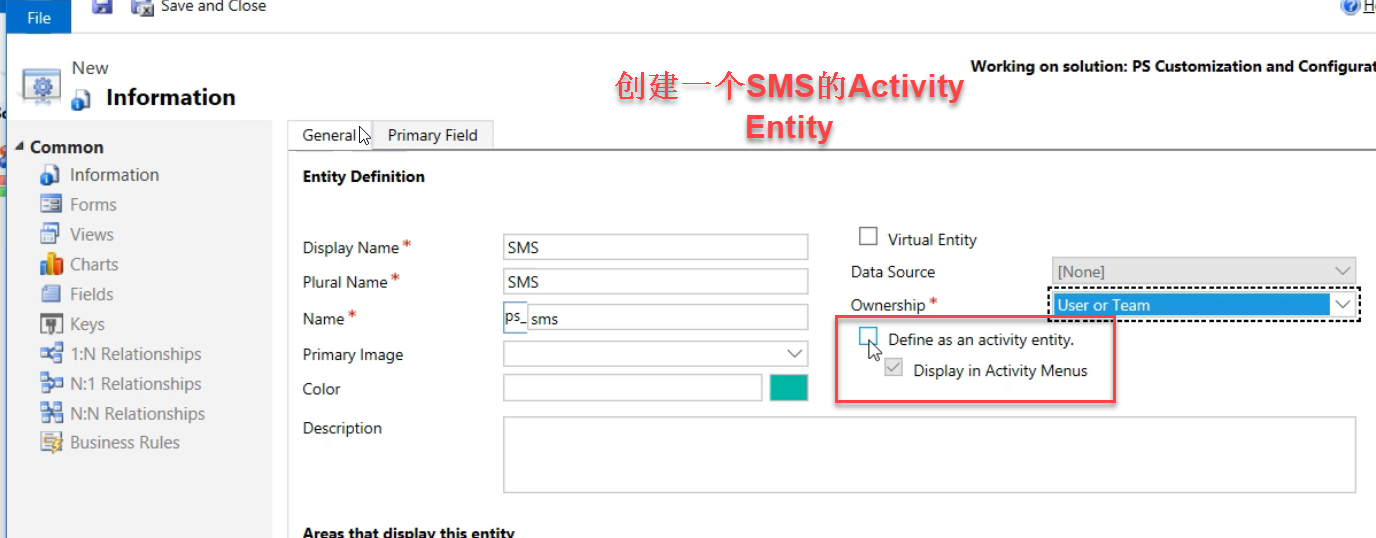 File
Save and Close
New
Information
Working on solution: PS Customization and Configurat
创建一个SMS的Activity
Entity
Common
Information
Forms
Views
Charts
Fields
Keys
1:N Relationships
N:1 Relationships
N:N Relationships
Business Rules
General
Primary Field
Entity Definition
Display Name*
SMS
Plural Name*
SMS
Name*
ps_ sms
Primary Image
Color
Description
Virtual Entity
Data Source
[None]
Ownership*
User or Team
Define as an activity entity.
Display in Activity Menus
Areas that display this entity